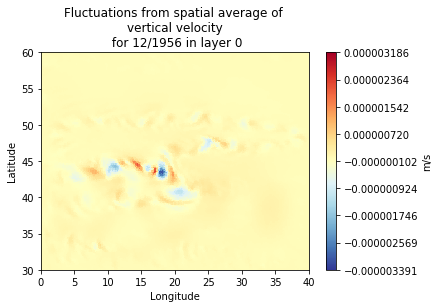 Fluctuations from spatial average of
vertical velocity
for 12/1956 in layer 0
60
55
50
45
40
35
30
Latitude
0 5 10 15 20 25 30 35 40
Longitude
0.000003186
0.000002364
0.000001542
0.000000720
−0.000000102
−0.000000924
−0.000001746
−0.000002569
−0.000003391
m/s